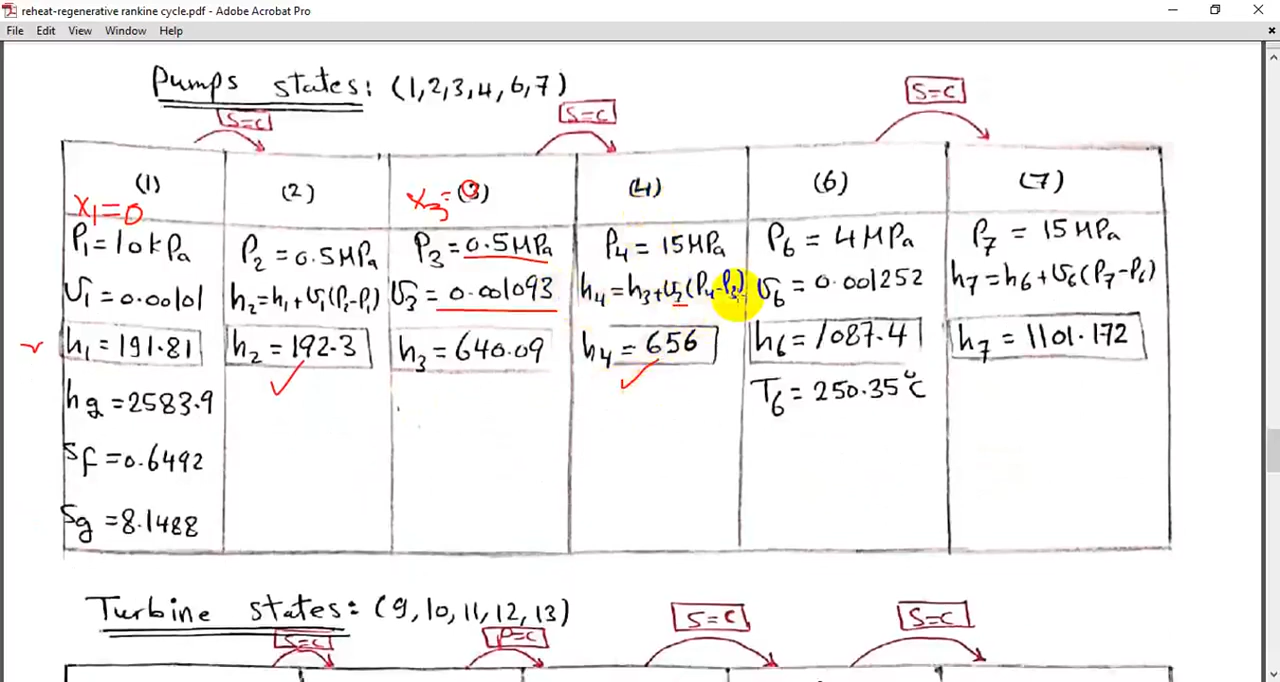 reheat-regenerative rankine cycle.pdf - Adobe Acrobat Pro
File Edit View Window Help
Pumps states: (1,2,3,4,6,7)
S=C S=C S=C
(1) (2) (3) (4) (6) (7)
x₁=0 x₃=0
P₁=10kPa P₂=0.5MPa P₃=0.5MPa P₄=15MPa P₆=4MPa P₇=15MPa
υ₁=0.00101 h₂=h₁+υ₁(P₂-P₁) υ₃=0.001093 h₄=h₃+υ₃(P₄-P₃) υ₆=0.001252 h₇=h₆+υ₆(P₇-P₆)
h₁=191.81 h₂=192.3 h₃=640.09 h₄=656 h₆=1087.4 h₇=1101.172
hg=2583.9 T₆=250.35°C
sf=0.6492
sg=8.1488
Turbine states: (9,10,11,12,13)
S=C P=C S=C S=C